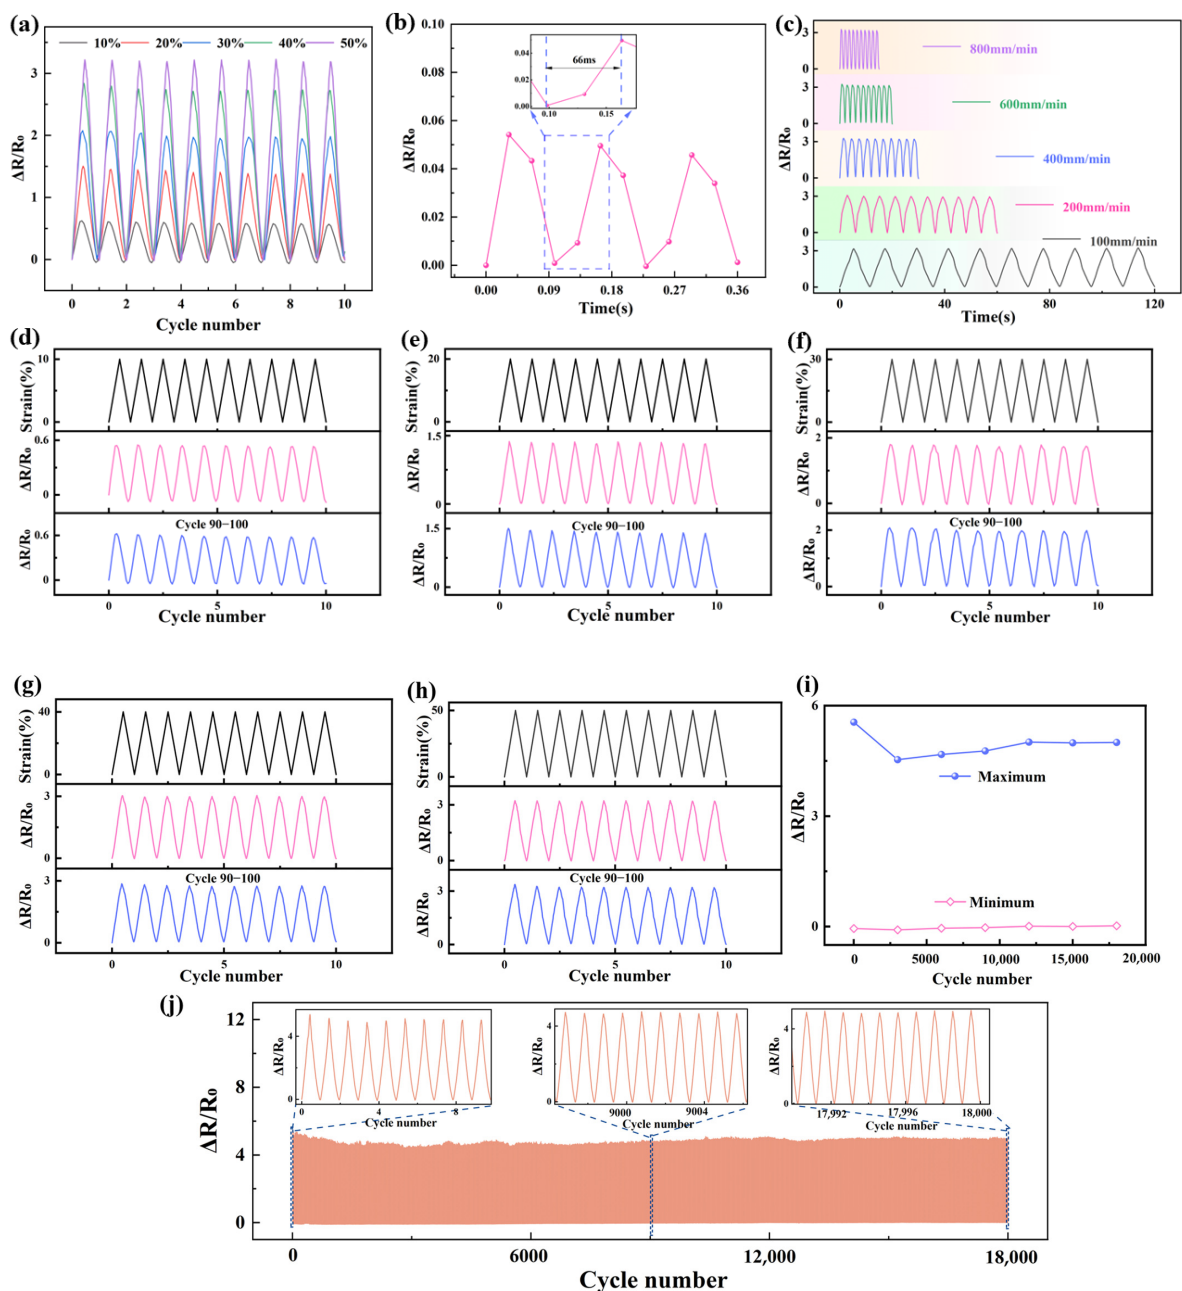 (a)
10% 20% 30% 40% 50%
ΔR/R₀
3
2
1
0
0 2 4 6 8 10
Cycle number
(b)
ΔR/R₀
0.10
0.08
0.06
0.04
0.02
0.00
0.04
0.02
0.00
66ms
0.10 0.15
0.00 0.09 0.18 0.27 0.36
Time(s)
(c)
ΔR/R₀
3
0
800mm/min
3
0
600mm/min
3
0
400mm/min
3
0
200mm/min
100mm/min
3
0
0 40 80 120
Time(s)
(d)
Strain(%)
10
0
ΔR/R₀
0.6
0.0
Cycle 90−100
ΔR/R₀
0.6
0
0 5 10
Cycle number
(e)
Strain(%)
20
0
ΔR/R₀
1.5
0
Cycle 90−100
ΔR/R₀
1.5
0
0 5 10
Cycle number
(f)
Strain(%)
30
0
ΔR/R₀
2
0
Cycle 90−100
ΔR/R₀
2
0
0 5 10
Cycle number
(g)
Strain(%)
40
0
ΔR/R₀
3
0
Cycle 90−100
ΔR/R₀
3
0
0 5 10
Cycle number
(h)
Strain(%)
50
0
ΔR/R₀
3
0
Cycle 90−100
ΔR/R₀
3
0
0 5 10
Cycle number
(i)
ΔR/R₀
6
3
0
Maximum
Minimum
0 5000 10,000 15,000 20,000
Cycle number
(j)
ΔR/R₀
12
8
4
0
ΔR/R₀
4
0
0 4 8
Cycle number
ΔR/R₀
4
0
9000 9004
Cycle number
ΔR/R₀
4
0
17,992 17,996 18,000
Cycle number
0 6000 12,000 18,000
Cycle number